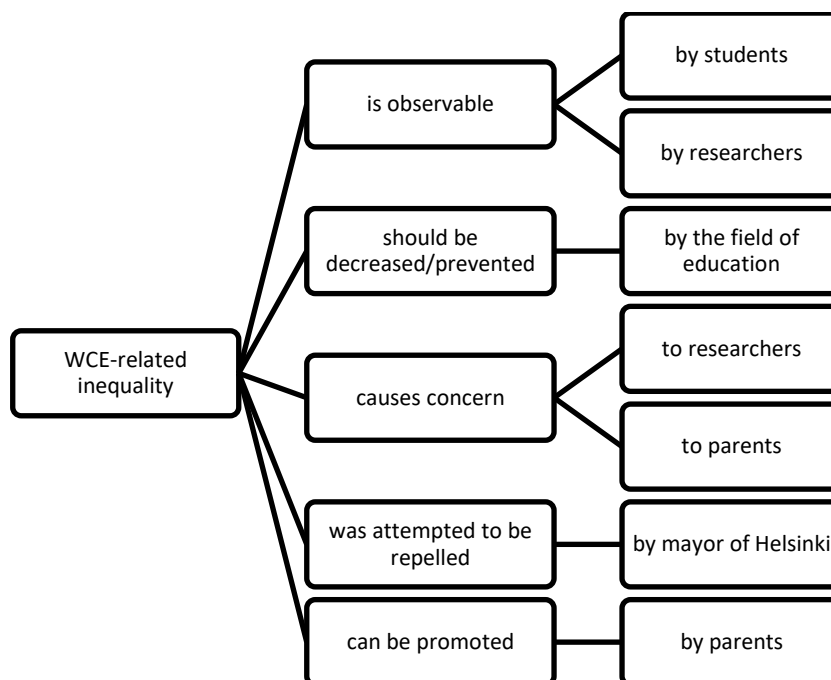 WCE-related
inequality
is observable
by students
by researchers
should be
decreased/prevented
by the field of
education
causes concern
to researchers
to parents
was attempted to be
repelled
by mayor of Helsinki
can be promoted
by parents